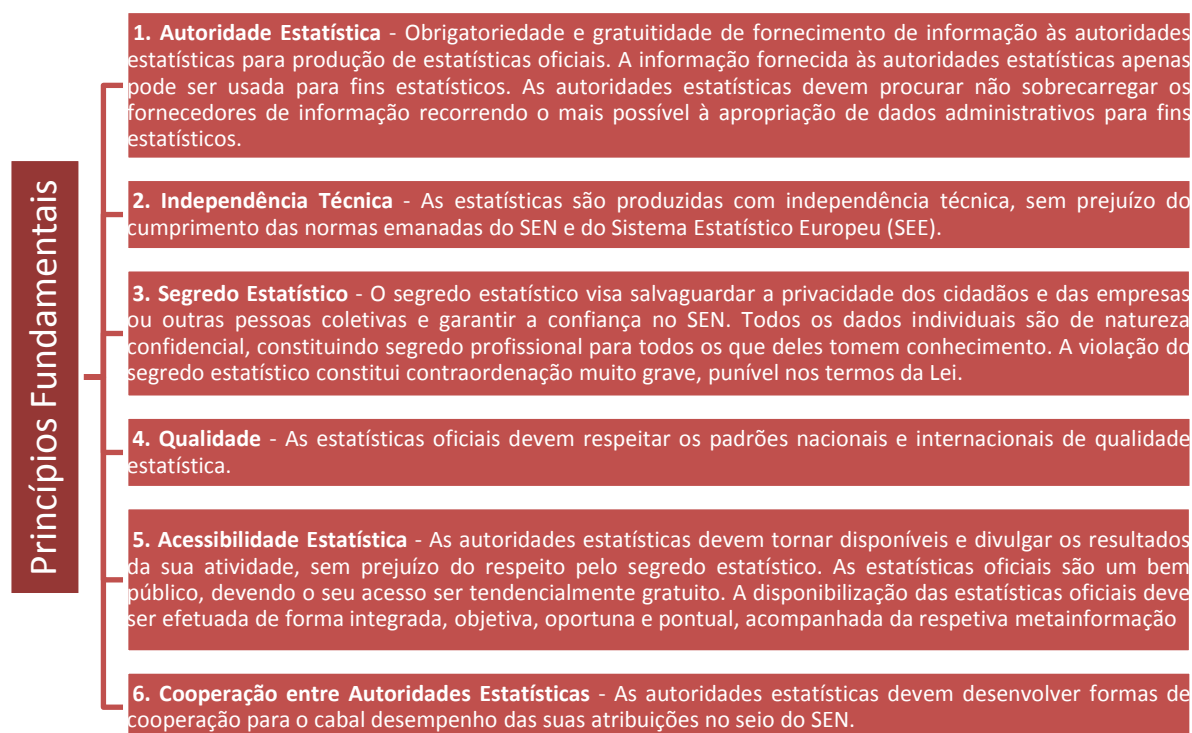 Princípios Fundamentais
1. Autoridade Estatística - Obrigatoriedade e gratuitidade de fornecimento de informação às autoridades
estatísticas para produção de estatísticas oficiais. A informação fornecida às autoridades estatísticas apenas
pode ser usada para fins estatísticos. As autoridades estatísticas devem procurar não sobrecarregar os
fornecedores de informação recorrendo o mais possível à apropriação de dados administrativos para fins
estatísticos.
2. Independência Técnica - As estatísticas são produzidas com independência técnica, sem prejuízo do
cumprimento das normas emanadas do SEN e do Sistema Estatístico Europeu (SEE).
3. Segredo Estatístico - O segredo estatístico visa salvaguardar a privacidade dos cidadãos e das empresas
ou outras pessoas coletivas e garantir a confiança no SEN. Todos os dados individuais são de natureza
confidencial, constituindo segredo profissional para todos os que deles tomem conhecimento. A violação do
segredo estatístico constitui contraordenação muito grave, punível nos termos da Lei.
4. Qualidade - As estatísticas oficiais devem respeitar os padrões nacionais e internacionais de qualidade
estatística.
5. Acessibilidade Estatística - As autoridades estatísticas devem tornar disponíveis e divulgar os resultados
da sua atividade, sem prejuízo do respeito pelo segredo estatístico. As estatísticas oficiais são um bem
público, devendo o seu acesso ser tendencialmente gratuito. A disponibilização das estatísticas oficiais deve
ser efetuada de forma integrada, objetiva, oportuna e pontual, acompanhada da respetiva metainformação
6. Cooperação entre Autoridades Estatísticas - As autoridades estatísticas devem desenvolver formas de
cooperação para o cabal desempenho das suas atribuições no seio do SEN.